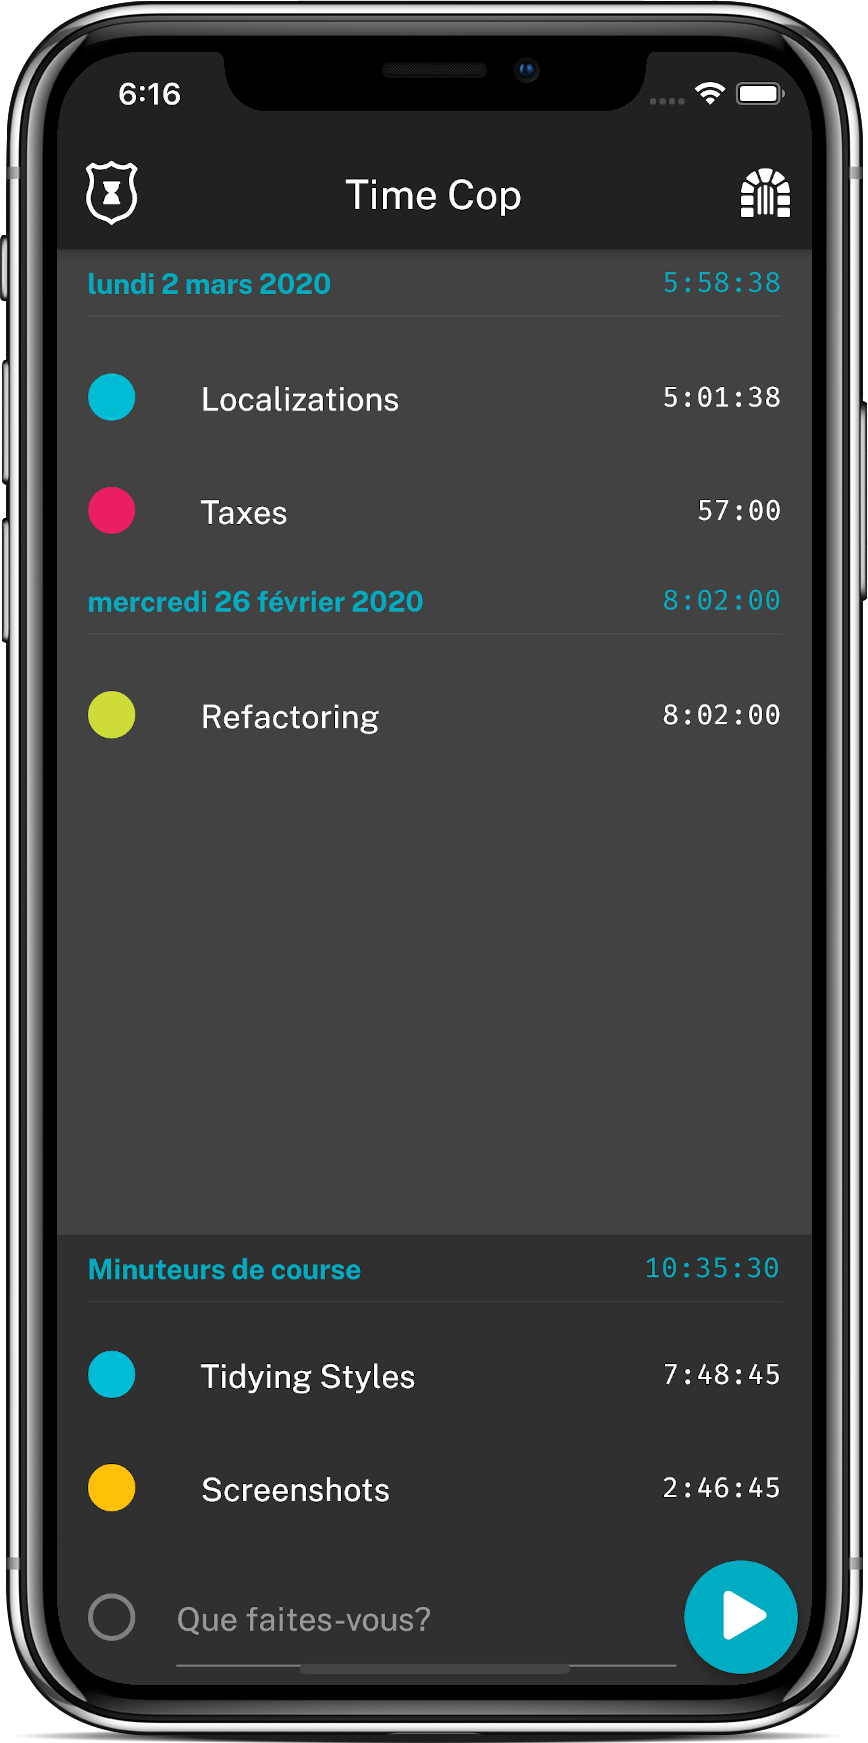 6:16
Time Cop
lundi 2 mars 2020 5:58:38
Localizations 5:01:38
Taxes 57:00
mercredi 26 février 2020 8:02:00
Refactoring 8:02:00
Minuteurs de course 10:35:30
Tidying Styles 7:48:45
Screenshots 2:46:45
Que faites-vous?